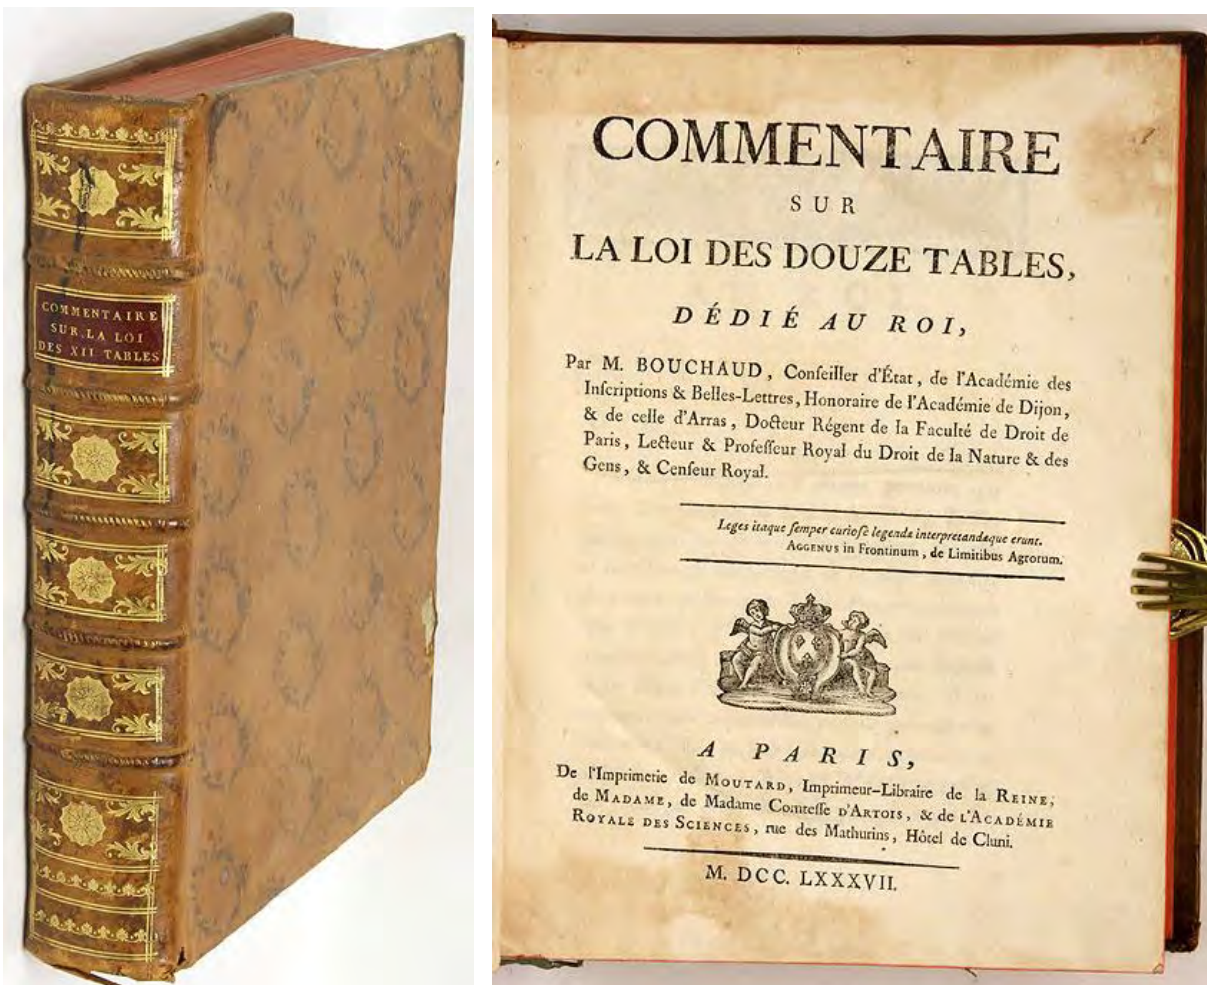 COMMENTAIRE
SUR LA LOI
DES XII TABLES
COMMENTAIRE
SUR
LA LOI DES DOUZE TABLES,
DÉDIÉ AU ROI,
Par M. BOUCHAUD, Conſeiller d'État, de l'Académie des
Inſcriptions & Belles-Lettres, Honoraire de l'Académie de Dijon,
& de celle d'Arras, Docteur Régent de la Faculté de Droit de
Paris, Lecteur & Profeſſeur Royal du Droit de la Nature & des
Gens, & Cenſeur Royal.
Leges itaque ſemper curioſè legendæ interpretandæque erunt.
AGGENUS in Frontinum, de Limitibus Agrorum.
A PARIS,
De l'Imprimerie de MOUTARD, Imprimeur-Libraire de la REINE,
de MADAME, de Madame Comteſſe D'ARTOIS, & de L'ACADÉMIE
ROYALE DES SCIENCES, rue des Mathurins, Hôtel de Cluni.
M. DCC. LXXXVII.